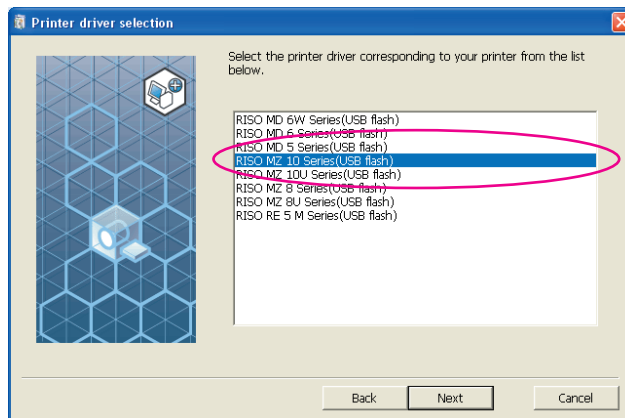 Printer driver selection
Select the printer driver corresponding to your printer from the list
below.
RISO MD 6W Series(USB flash)
RISO MD 6 Series(USB flash)
RISO MD 5 Series(USB flash)
RISO MZ 10 Series(USB flash)
RISO MZ 10U Series(USB flash)
RISO MZ 8 Series(USB flash)
RISO MZ 8U Series(USB flash)
RISO RE 5 M Series(USB flash)
Back Next Cancel